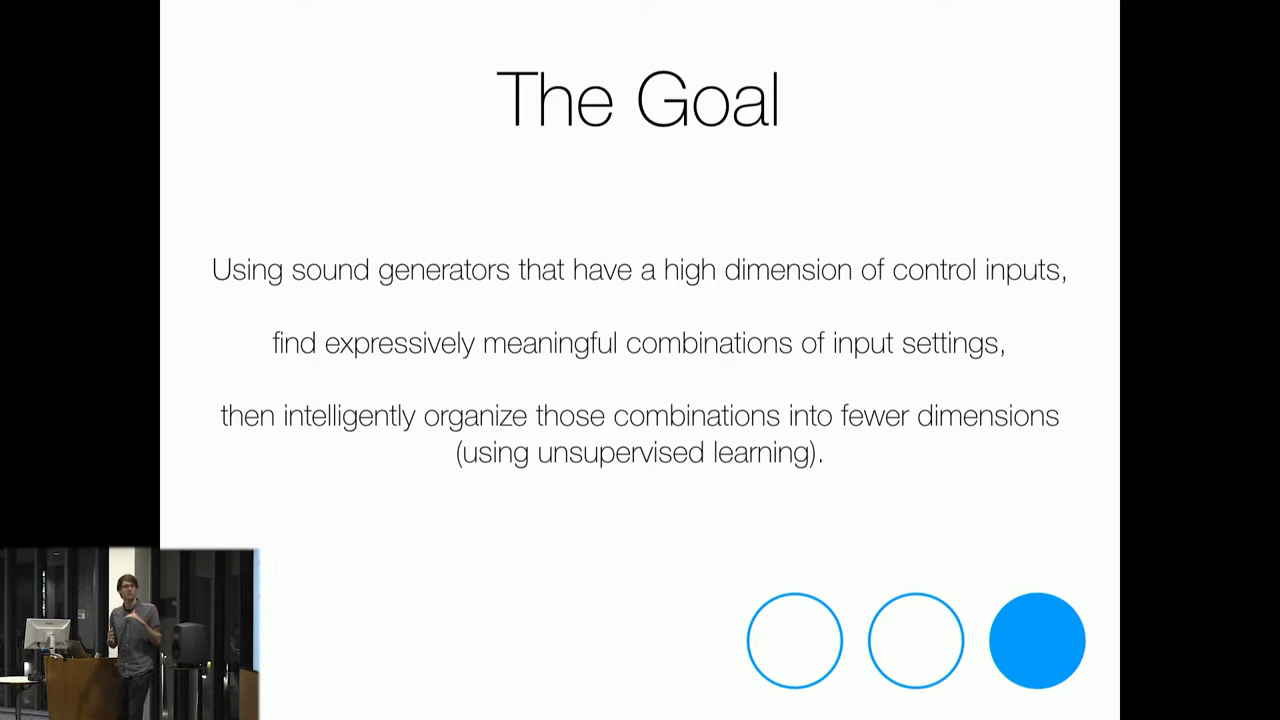 The Goal
Using sound generators that have a high dimension of control inputs,
find expressively meaningful combinations of input settings,
then intelligently organize those combinations into fewer dimensions
(using unsupervised learning).